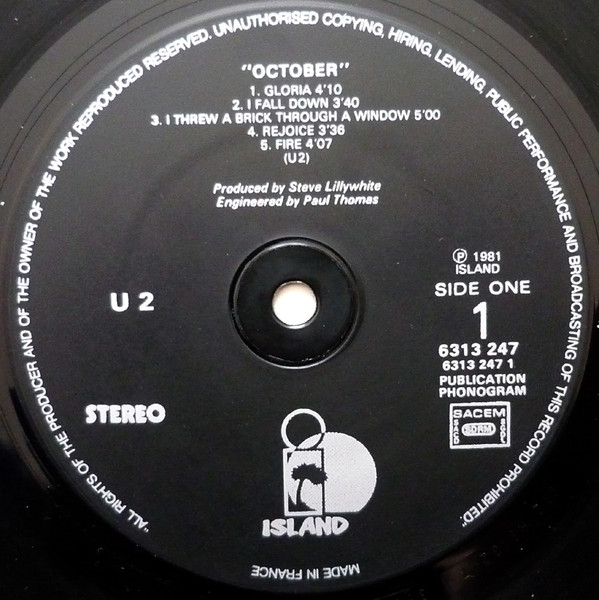 "ALL RIGHTS OF THE PRODUCER AND OF THE OWNER OF THE WORK REPRODUCED RESERVED. UNAUTHORISED COPYING, HIRING, LENDING, PUBLIC PERFORMANCE AND BROADCASTING OF THIS RECORD PROHIBITED."
"OCTOBER"
1. GLORIA 4'10
2. I FALL DOWN 3'40
3. I THREW A BRICK THROUGH A WINDOW 5'00
4. REJOICE 3'36
5. FIRE 4'07
(U2)
Produced by Steve Lillywhite
Engineered by Paul Thomas
U 2
℗ 1981
ISLAND
SIDE ONE
1
6313 247
6313 247 1
PUBLICATION
PHONOGRAM
STEREO
SACEM
SACD
SDRM
SGDL
ISLAND
MADE IN FRANCE